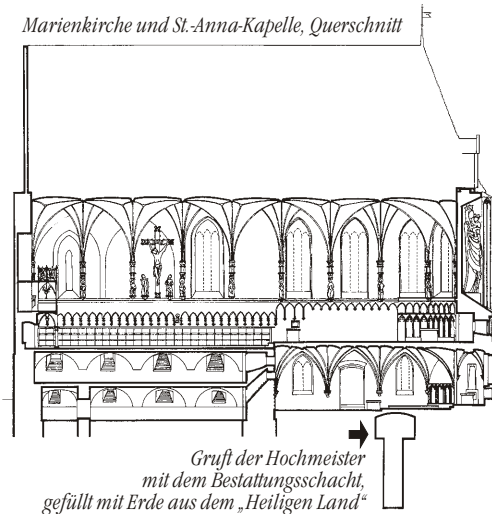 Marienkirche und St.-Anna-Kapelle, Querschnitt
Gruft der Hochmeister
mit dem Bestattungsschacht,
gefüllt mit Erde aus dem „Heiligen Land“